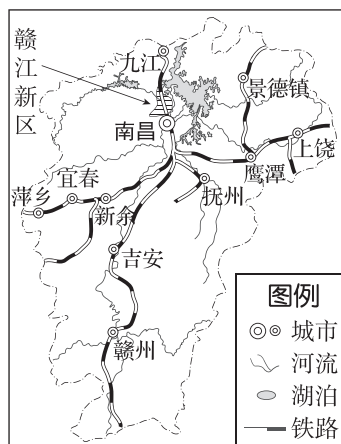 赣江新区
九江
景德镇
南昌
上饶
鹰潭
宜春
抚州
萍乡
新余
吉安
赣州
图例
城市
河流
湖泊
铁路